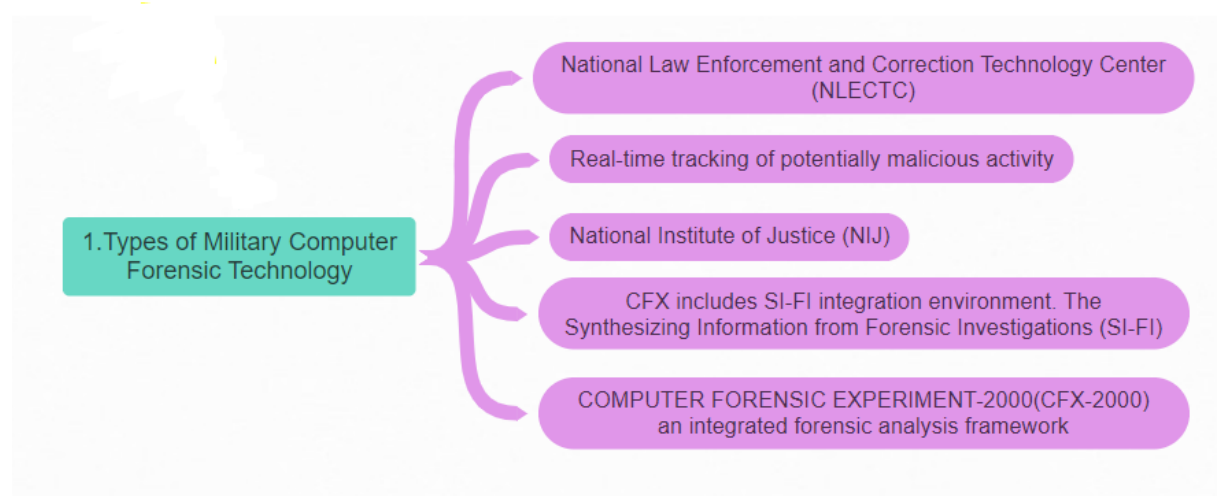 National Law Enforcement and Correction Technology Center
(NLECTC)
Real-time tracking of potentially malicious activity
1.Types of Military Computer
Forensic Technology
National Institute of Justice (NIJ)
CFX includes SI-FI integration environment. The
Synthesizing Information from Forensic Investigations (SI-FI)
COMPUTER FORENSIC EXPERIMENT-2000(CFX-2000)
an integrated forensic analysis framework